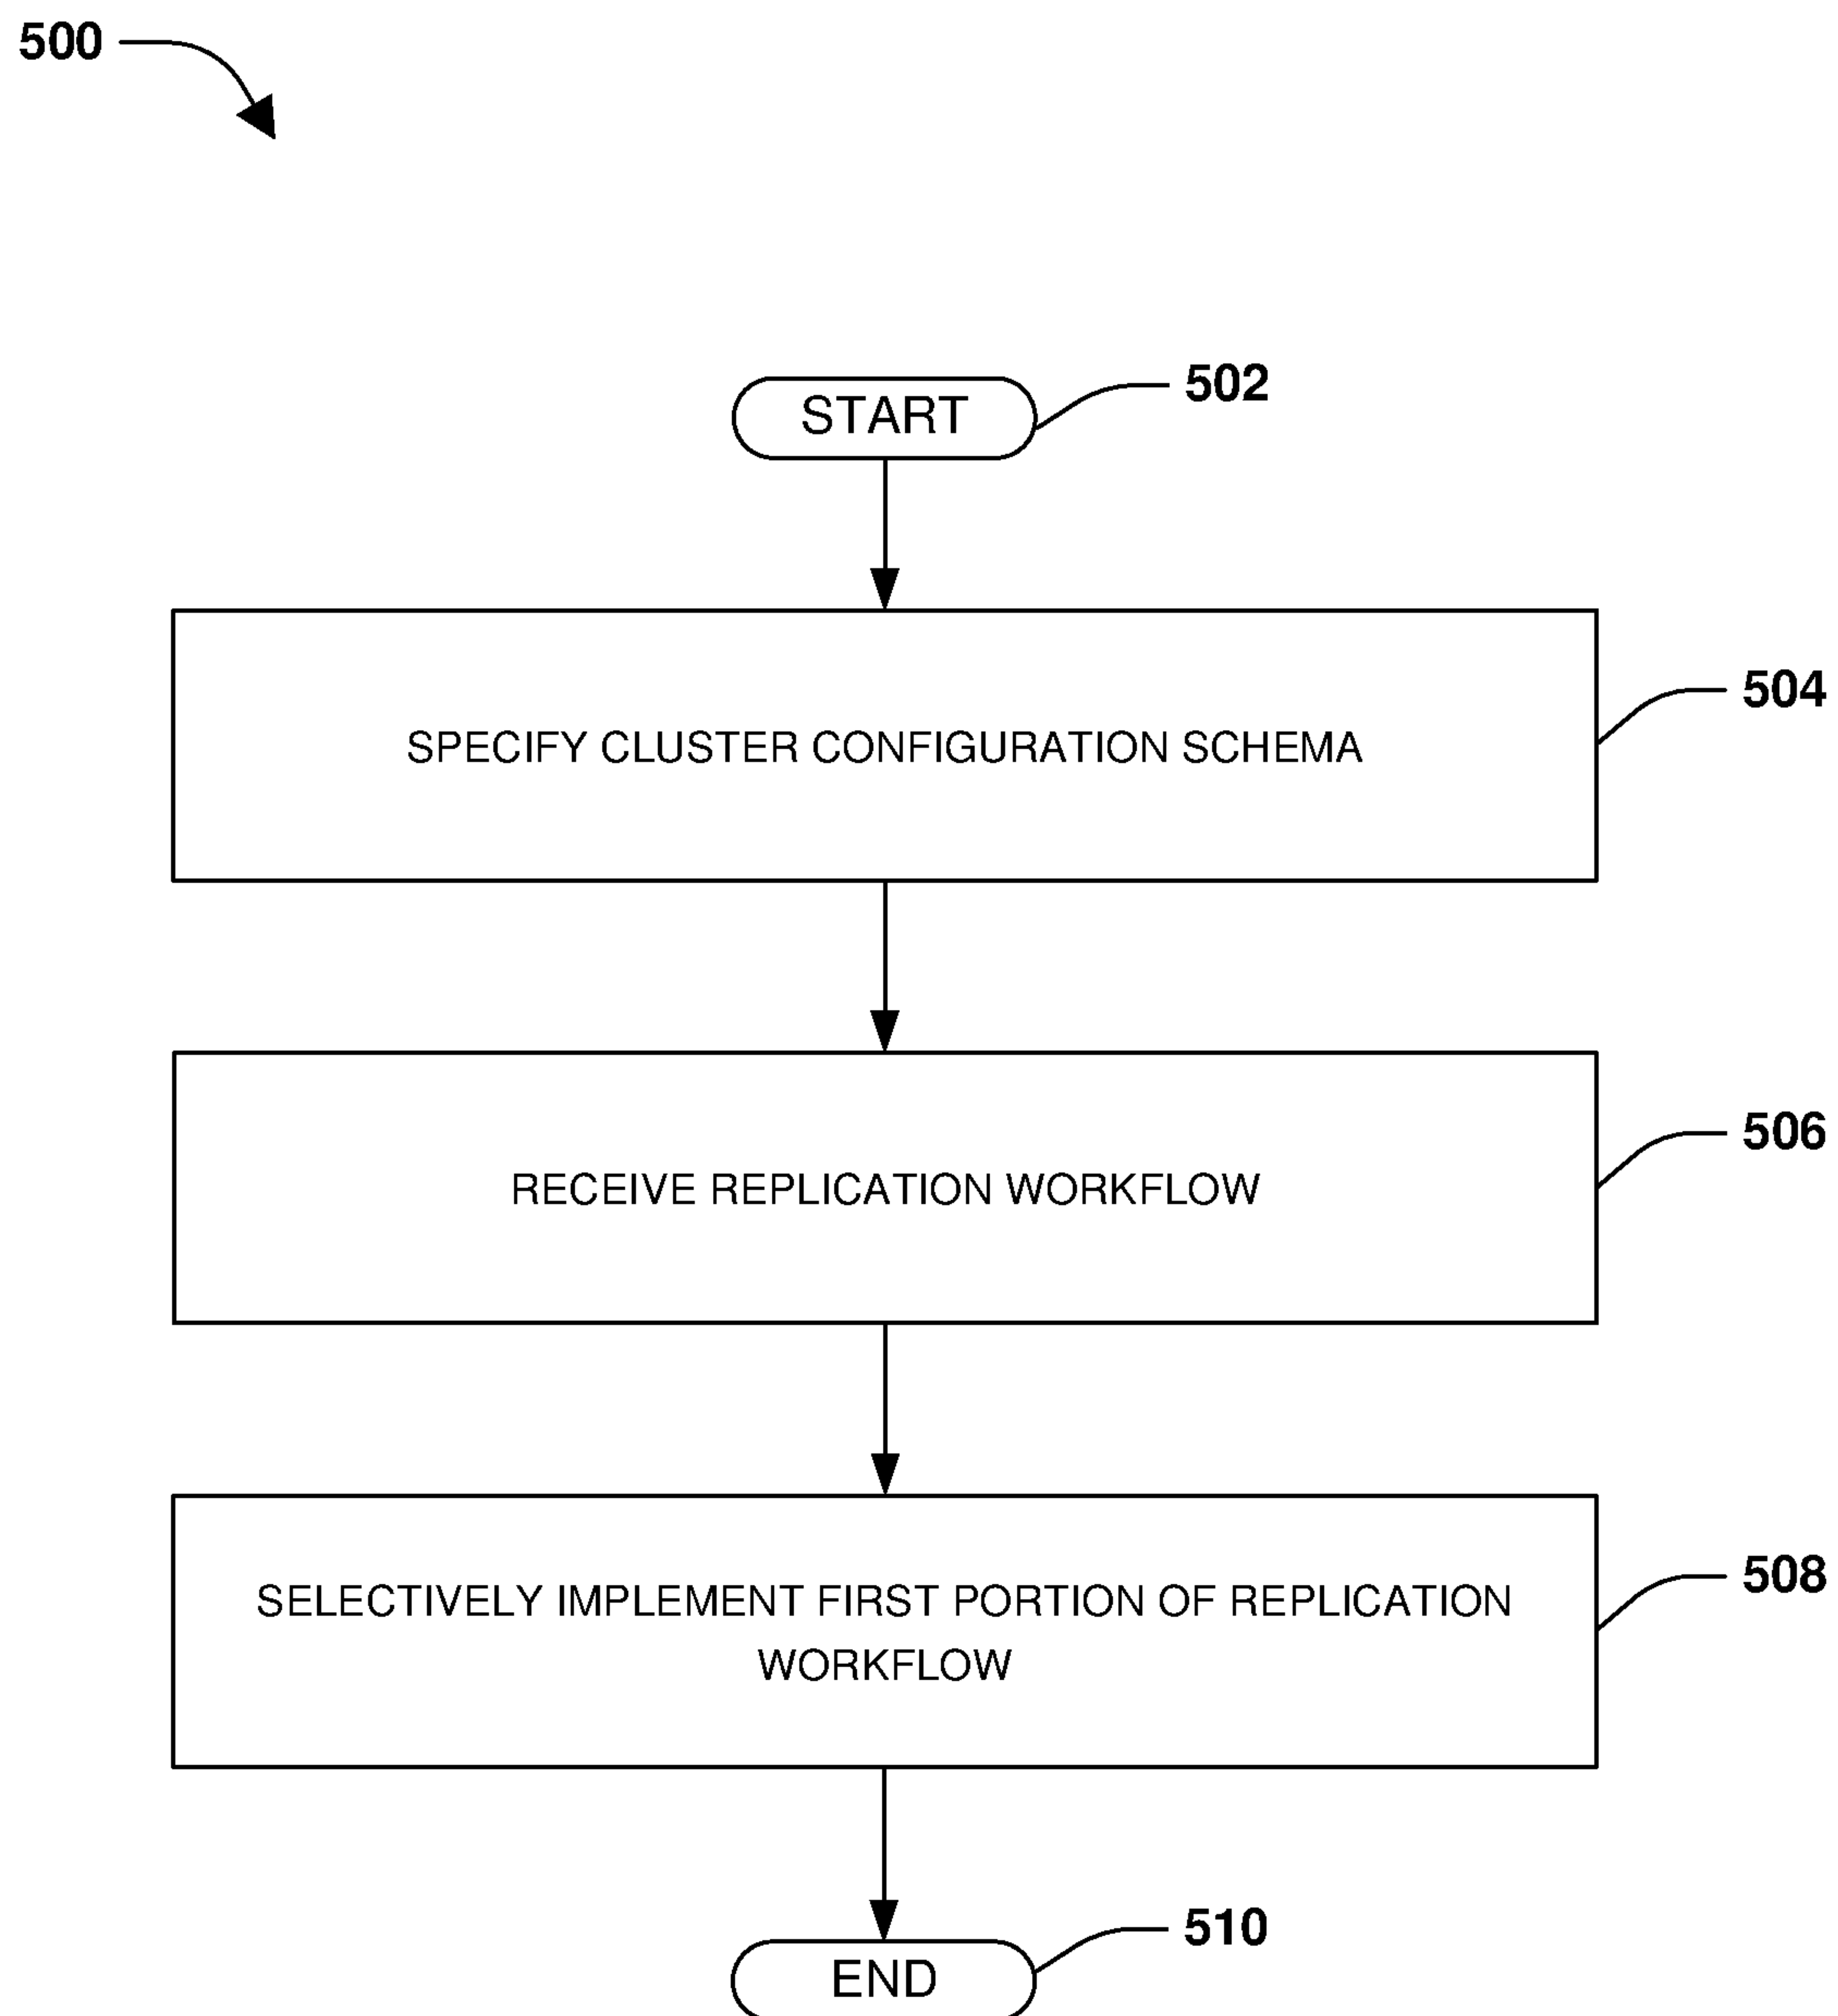 500
START
502
SPECIFY CLUSTER CONFIGURATION SCHEMA
504
RECEIVE REPLICATION WORKFLOW
506
SELECTIVELY IMPLEMENT FIRST PORTION OF REPLICATION
WORKFLOW
508
END
510